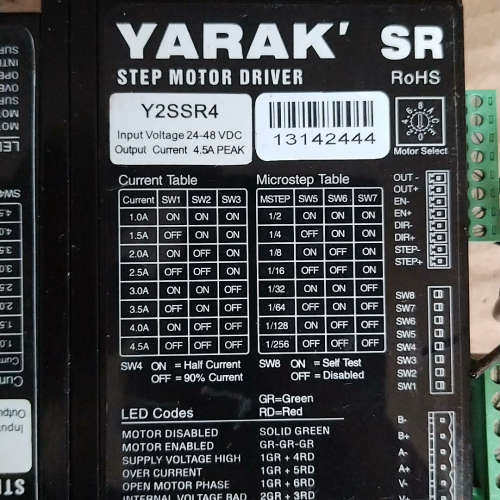 YARAK' SR
STEP MOTOR DRIVER
RoHS
Y2SSR4
Input Voltage 24-48 VDC
Output Current 4.5A PEAK
13142444
Motor Select
Current Table
Current SW1 SW2 SW3
1.0A ON ON ON
1.5A OFF ON ON
2.0A ON OFF ON
2.5A OFF OFF ON
3.0A ON ON OFF
3.5A OFF ON OFF
4.0A ON OFF OFF
4.5A OFF OFF OFF
SW4 ON = Half Current
OFF = 90% Current
Microstep Table
MSTEP SW5 SW6 SW7
1/2 ON ON ON
1/4 OFF ON ON
1/8 ON OFF ON
1/16 OFF OFF ON
1/32 ON ON OFF
1/64 OFF ON OFF
1/128 ON OFF OFF
1/256 OFF OFF OFF
SW8 ON = Self Test
OFF = Disabled
OUT -
OUT+
EN-
EN+
DIR-
DIR+
STEP-
STEP+
SW8
SW7
SW6
SW5
SW4
SW3
SW2
SW1
B-
B+
A-
A+
V-
LED Codes
GR=Green
RD=Red
MOTOR DISABLED SOLID GREEN
MOTOR ENABLED GR-GR-GR
SUPPLY VOLTAGE HIGH 1GR + 4RD
OVER CURRENT 1GR + 5RD
OPEN MOTOR PHASE 1GR + 6RD
INTERNAL VOLTAGE BAD 2GR + 3RD